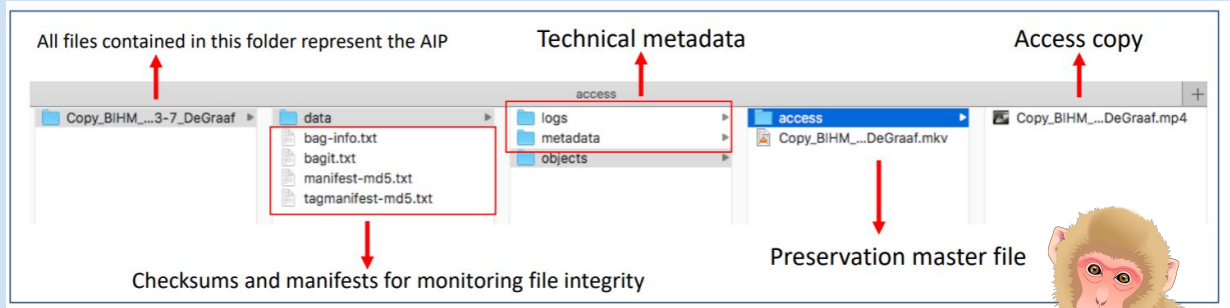 All files contained in this folder represent the AIP
Technical metadata
Access copy
access
+
Copy_BIHM_...3-7_DeGraaf
data
bag-info.txt
bagit.txt
manifest-md5.txt
tagmanifest-md5.txt
logs
metadata
objects
access
Copy_BIHM_...DeGraaf.mkv
Copy_BIHM_...DeGraaf.mp4
Checksums and manifests for monitoring file integrity
Preservation master file